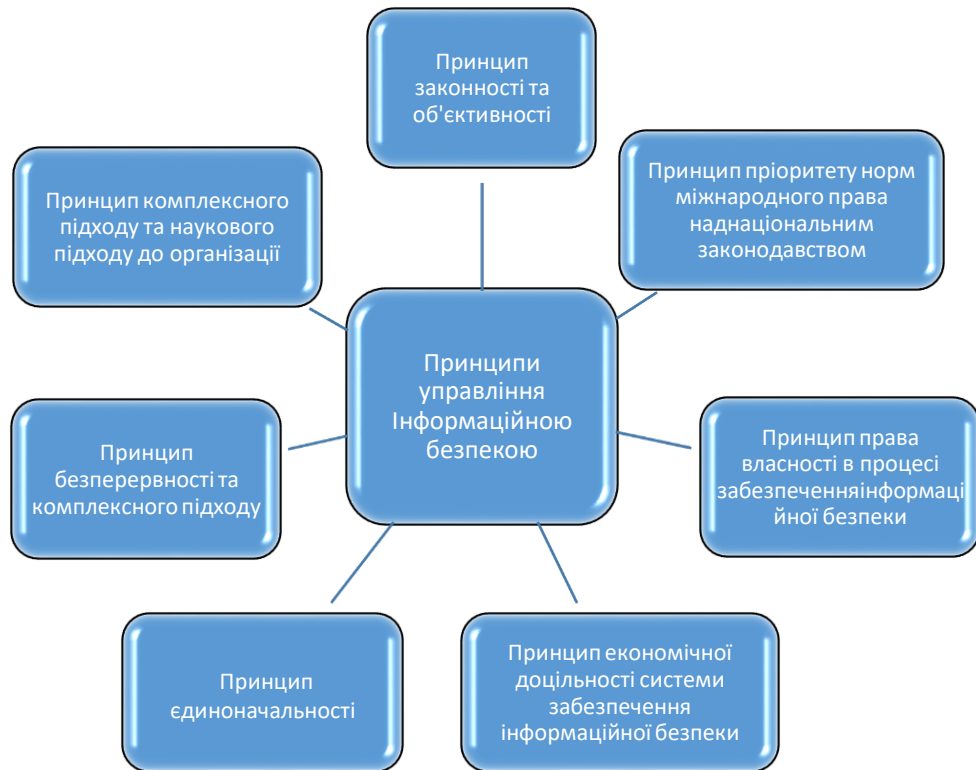 Принцип
законності та
об'єктивності
Принцип пріоритету норм
міжнародного права
наднаціональним
законодавством
Принцип комплексного
підходу та наукового
підходу до організації
Принципи
управління
Інформаційною
безпекою
Принцип права
власності в процесі
забезпеченняінформаці
йної безпеки
Принцип
безперервності та
комплексного підходу
Принцип економічної
доцільності системи
забезпечення
інформаційної безпеки
Принцип
єдиноначальності